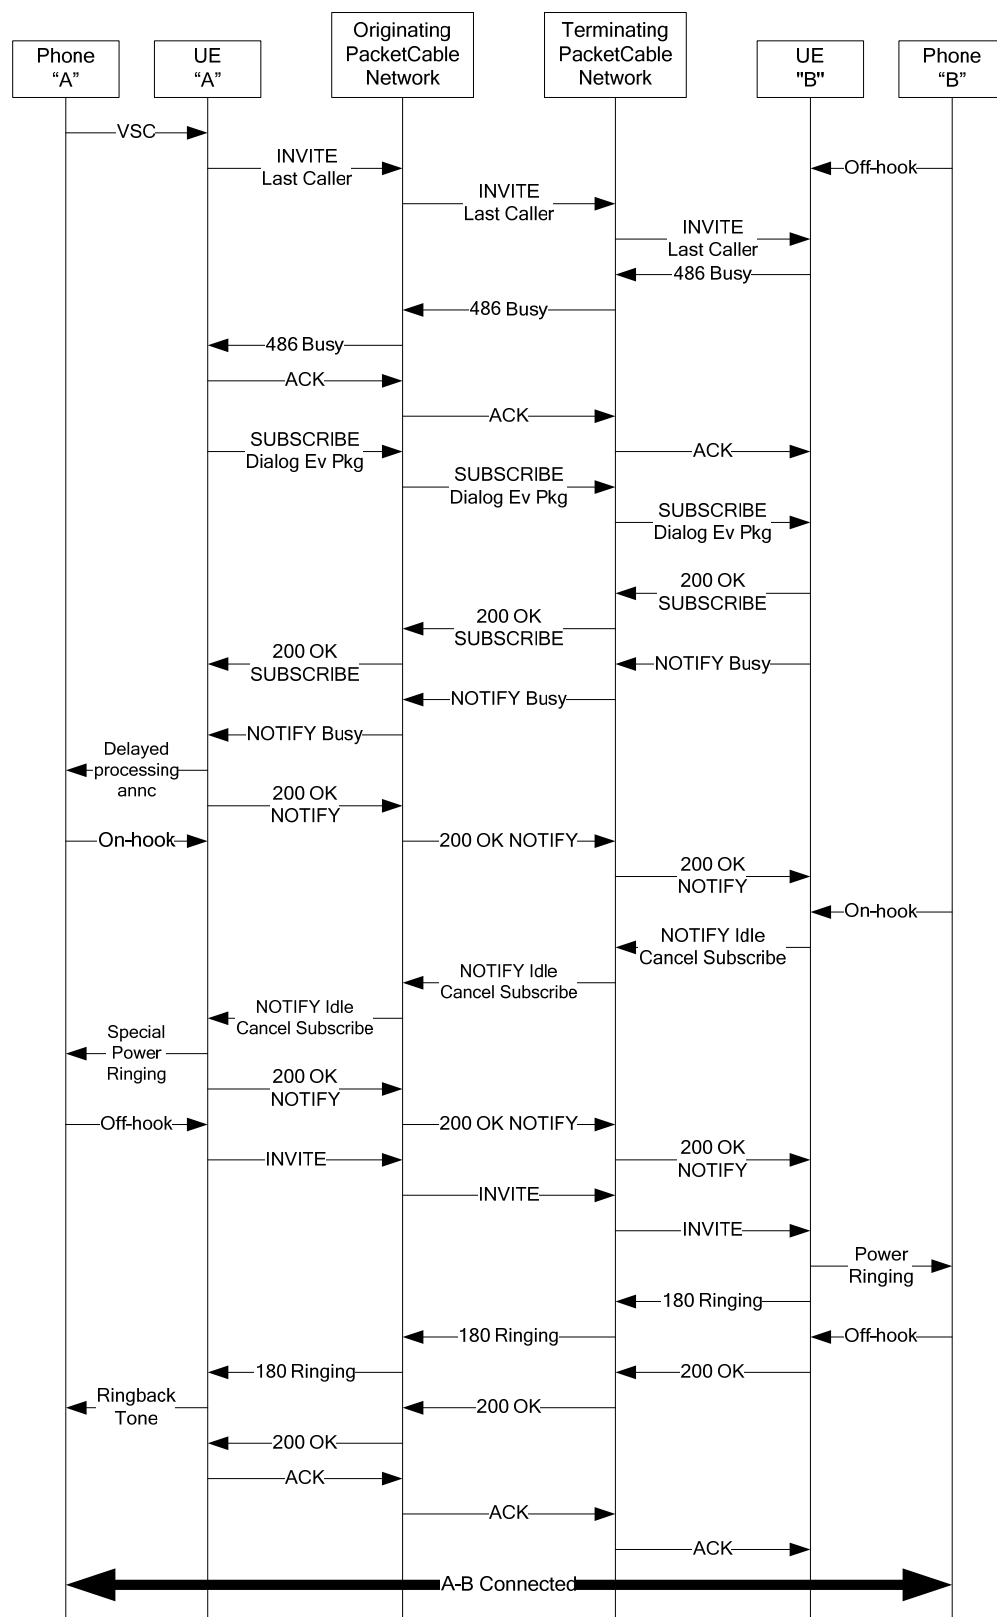 Phone
“A”
UE
“A”
Originating
PacketCable
Network
Terminating
PacketCable
Network
UE
"B"
Phone
“B”
VSC
INVITE
Last Caller
Off-hook
INVITE
Last Caller
INVITE
Last Caller
486 Busy
486 Busy
486 Busy
ACK
ACK
SUBSCRIBE
Dialog Ev Pkg
ACK
SUBSCRIBE
Dialog Ev Pkg
SUBSCRIBE
Dialog Ev Pkg
200 OK
SUBSCRIBE
200 OK
SUBSCRIBE
200 OK
SUBSCRIBE
NOTIFY Busy
NOTIFY Busy
NOTIFY Busy
Delayed
processing
annc
200 OK
NOTIFY
On-hook
200 OK NOTIFY
200 OK
NOTIFY
On-hook
NOTIFY Idle
Cancel Subscribe
NOTIFY Idle
Cancel Subscribe
NOTIFY Idle
Cancel Subscribe
Special
Power
Ringing
200 OK
NOTIFY
Off-hook
200 OK NOTIFY
INVITE
200 OK
NOTIFY
INVITE
INVITE
Power
Ringing
180 Ringing
180 Ringing
Off-hook
180 Ringing
200 OK
Ringback
Tone
200 OK
200 OK
ACK
ACK
ACK
A-B Connected